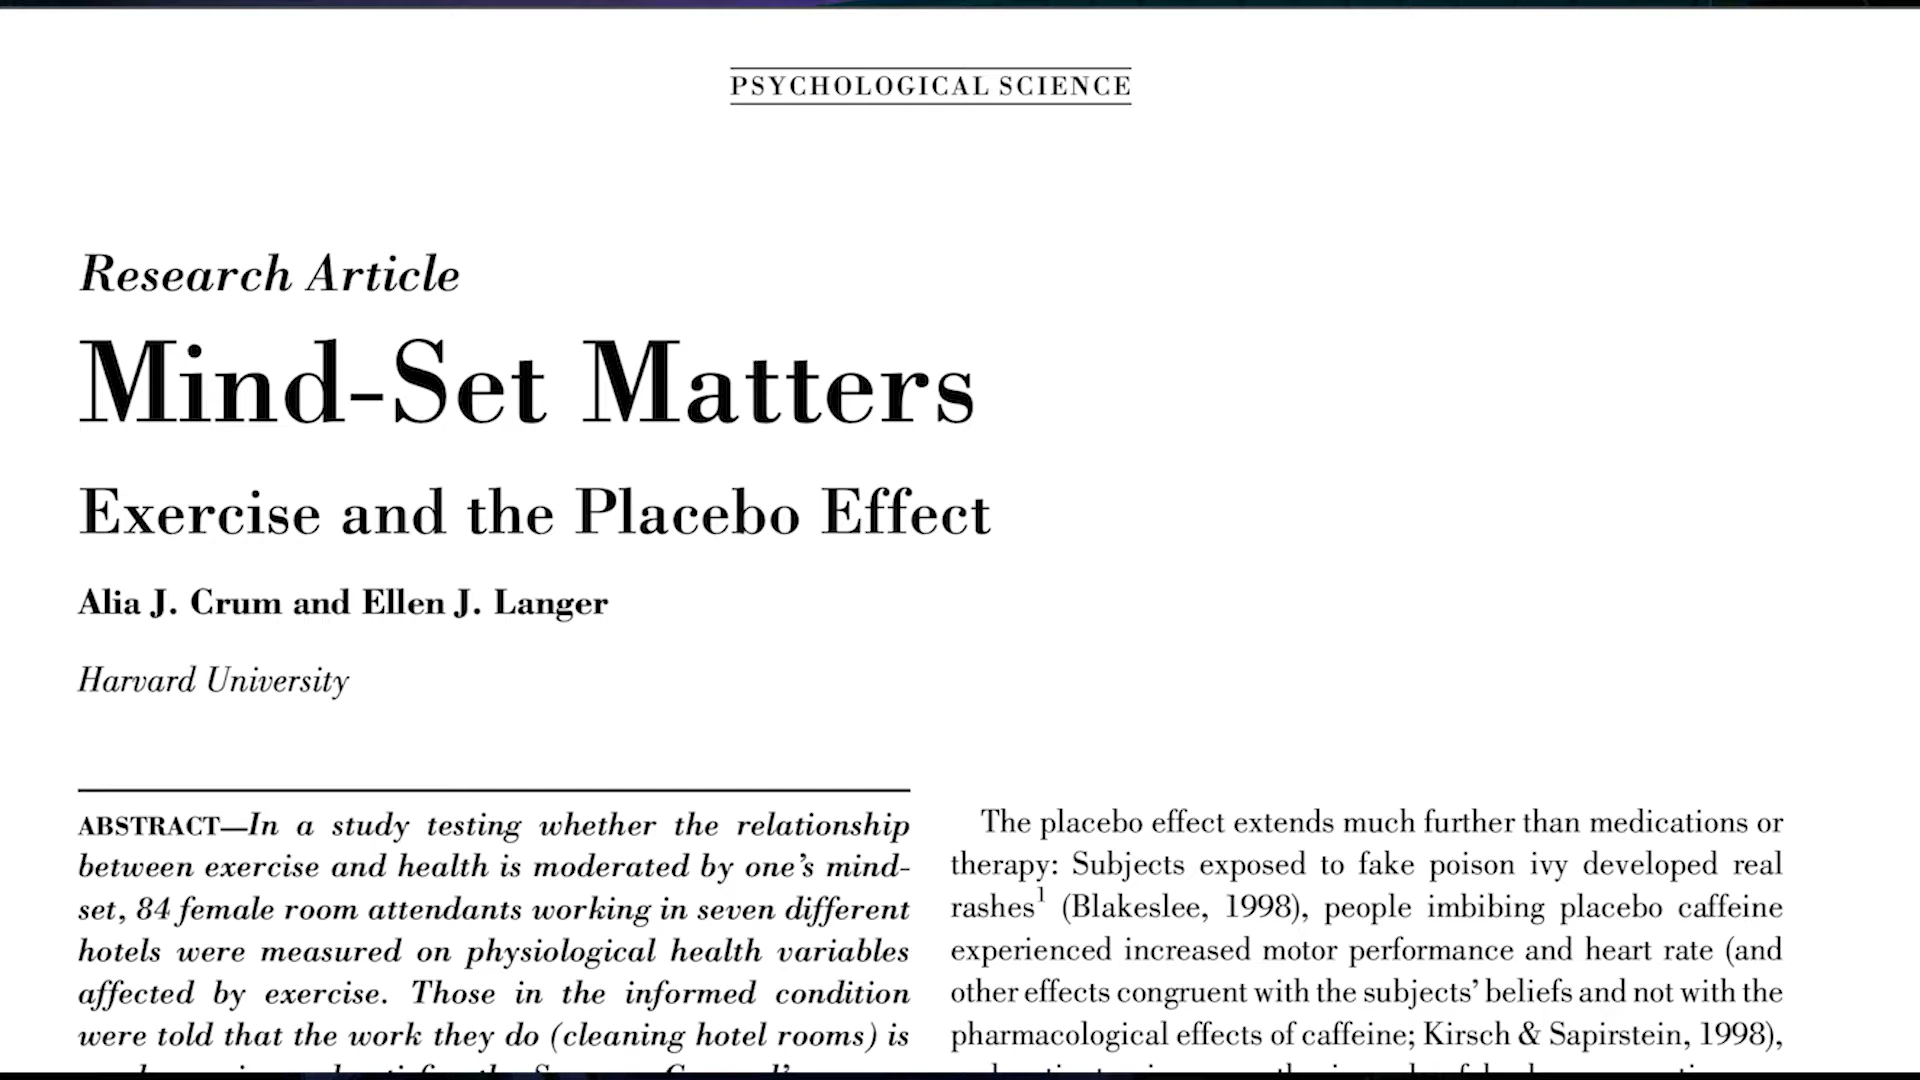 PSYCHOLOGICAL SCIENCE
Research Article
Mind-Set Matters
Exercise and the Placebo Effect
Alia J. Crum and Ellen J. Langer
Harvard University
ABSTRACT—In a study testing whether the relationship
between exercise and health is moderated by one's mind-
set, 84 female room attendants working in seven different
hotels were measured on physiological health variables
affected by exercise. Those in the informed condition
were told that the work they do (cleaning hotel rooms) is
The placebo effect extends much further than medications or
therapy: Subjects exposed to fake poison ivy developed real
rashes1 (Blakeslee, 1998), people imbibing placebo caffeine
experienced increased motor performance and heart rate (and
other effects congruent with the subjects' beliefs and not with the
pharmacological effects of caffeine; Kirsch & Sapirstein, 1998),